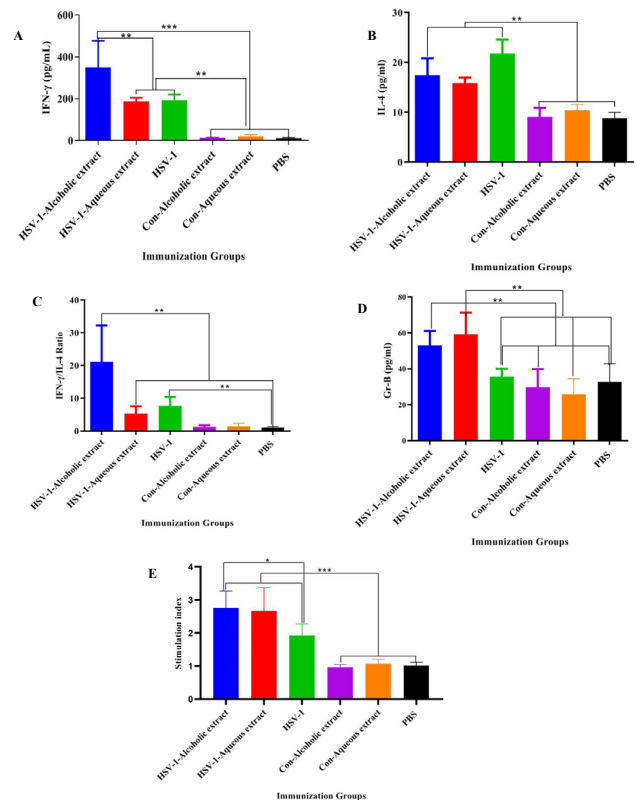 A
IFN-γ (pg/mL)
600
400
200
0
***
**
**
HSV-1-Alcoholic extract
HSV-1-Aqueous extract
HSV-1
Con-Alcoholic extract
Con-Aqueous extract
PBS
Immunization Groups
B
IL-4 (pg/ml)
30
20
10
0
**
HSV-1-Alcoholic extract
HSV-1-Aqueous extract
HSV-1
Con-Alcoholic extract
Con-Aqueous extract
PBS
Immunization Groups
C
IFN-γ/IL-4 Ratio
40
30
20
10
0
**
**
HSV-1-Alcoholic extract
HSV-1-Aqueous extract
HSV-1
Con-Alcoholic extract
Con-Aqueous extract
PBS
Immunization Groups
D
Gr-B (pg/ml)
80
60
40
20
0
**
**
HSV-1-Alcoholic extract
HSV-1-Aqueous extract
HSV-1
Con-Alcoholic extract
Con-Aqueous extract
PBS
Immunization Groups
E
Stimulation index
4
3
2
1
0
*
***
HSV-1-Alcoholic extract
HSV-1-Aqueous extract
HSV-1
Con-Alcoholic extract
Con-Aqueous extract
PBS
Immunization Groups